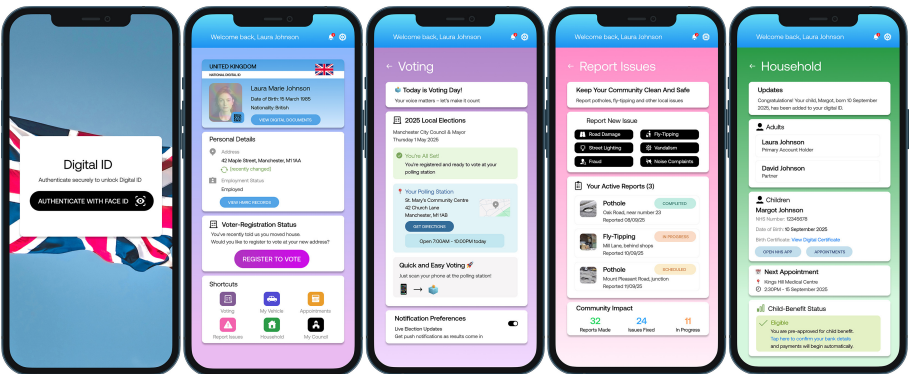 Digital ID
Authenticate securely to unlock Digital ID
AUTHENTICATE WITH FACE ID
Welcome back, Laura Johnson
UNITED KINGDOM
NATIONAL DIGITAL ID
Laura Marie Johnson
Date of Birth: 15 March 1985
Nationality: British
VIEW DIGITAL DOCUMENTS
Personal Details
Address
42 Maple Street, Manchester, M1 1AA
(recently changed)
Employment Status
Employed
VIEW HMRC RECORDS
Voter-Registration Status
You've recently told us you moved house.
Would you like to register to vote at your new address?
REGISTER TO VOTE
Shortcuts
Voting
My Vehicle
Appointments
Report Issues
Household
My Council
Welcome back, Laura Johnson
← Voting
Today is Voting Day!
Your voice matters – let's make it count
2025 Local Elections
Manchester City Council & Mayor
Thursday 1 May 2025
You're All Set!
You're registered and ready to vote at your
polling station
Your Polling Station
St. Mary's Community Centre
42 Church Lane
Manchester, M1 1AB
GET DIRECTIONS
Open 7:00AM - 10:00PM today
Quick and Easy Voting
Just scan your phone at the polling station!
→
Notification Preferences
Live Election Updates
Get push notifications as results come in
Welcome back, Laura Johnson
← Report Issues
Keep Your Community Clean And Safe
Report potholes, fly-tipping and other local issues
Report New Issue
Road Damage
Fly-Tipping
Street Lighting
Vandalism
Fraud
Noise Complaints
Your Active Reports (3)
Pothole
COMPLETED
Oak Road, near number 23
Reported 08/09/25
Fly-Tipping
IN PROGRESS
Mill Lane, behind shops
Reported 10/09/25
Pothole
SCHEDULED
Mount Pleasant Road, junction
Reported 11/09/25
Community Impact
32
24
11
Reports Made
Issues Fixed
In Progress
Welcome back, Laura Johnson
← Household
Updates
Congratulations! Your child, Margot, born 10 September
2025, has been added to your digital ID.
Adults
Laura Johnson
Primary Account Holder
David Johnson
Partner
Children
Margot Johnson
NHS Number: 12345678
Date of Birth: 10 September 2025
Birth Certificate: View Digital Certificate
OPEN NHS APP
APPOINTMENTS
Next Appointment
Kings Hill Medical Centre
2:30PM - 15 September 2025
Child-Benefit Status
Eligible
You are pre-approved for child benefit.
Tap here to confirm your bank details
and payments will begin automatically.